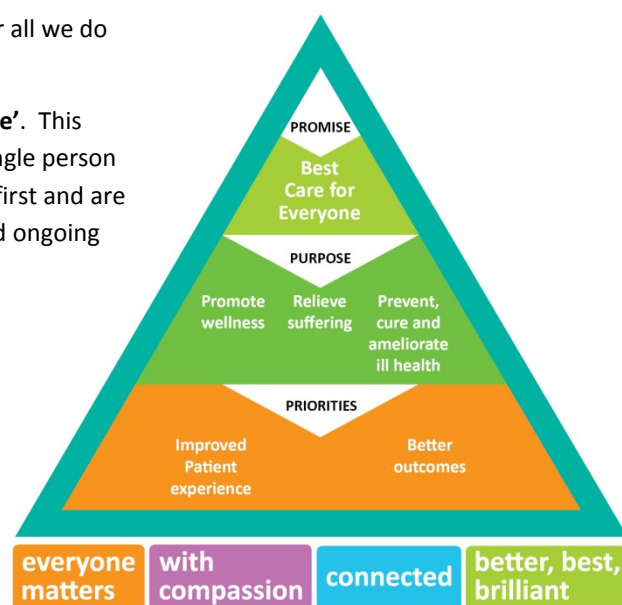 r all we do
e'. This
ngle person
first and are
d ongoing
PROMISE
Best
Care for
Everyone
PURPOSE
Promote
wellness
Relieve
suffering
Prevent,
cure and
ameliorate
ill health
PRIORITIES
Improved
Patient
experience
Better
outcomes
everyone
matters
with
compassion
connected
better, best,
brilliant